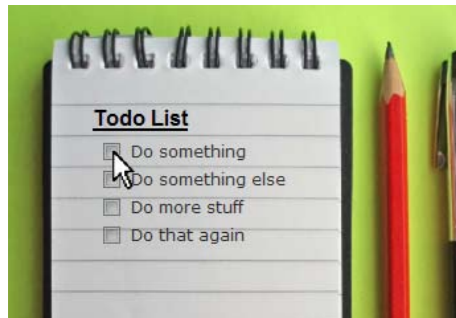 Todo List
Do something
Do something else
Do more stuff
Do that again